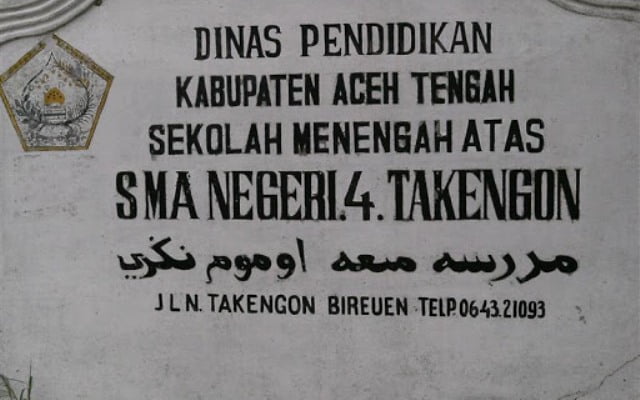 DINAS PENDIDIKAN
KABUPATEN ACEH TENGAH
SEKOLAH MENENGAH ATAS
SMA NEGERI.4. TAKENGON
مدرسه منعه اوموم نكري
JLN. TAKENGON BIREUEN TELP.0643.21093